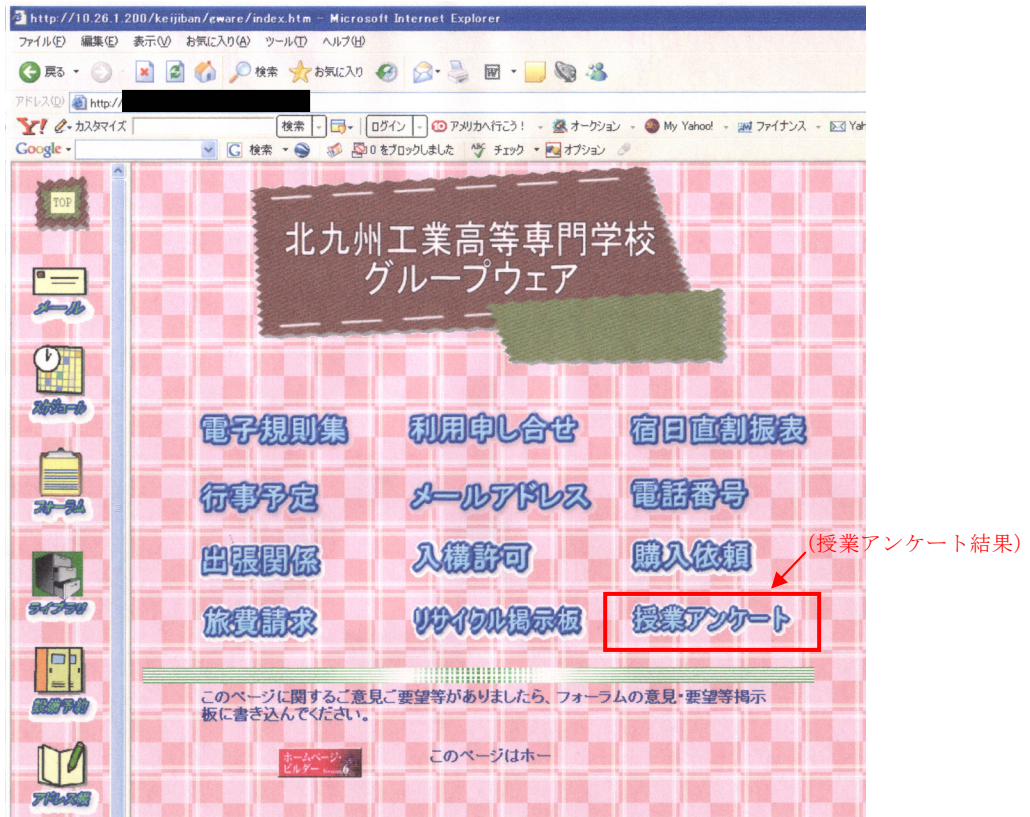 http://10.26.1.200/keijiban/gware/index.htm - Microsoft Internet Explorer
ファイル(F) 編集(E) 表示(V) お気に入り(A) ツール(T) ヘルプ(H)
戻る 検索 お気に入り
アドレス(D) http://
Y! カスタマイズ 検索 ログイン アメリカへ行こう! オークション My Yahoo! ファイナンス Yah
Google 検索 0 をブロックしました チェック オプション
TOP
北九州工業高等専門学校
グループウェア
メール
スケジュール
フォーラム
ライブラリ
設備予約
アドレス帳
電子規則集 利用申し合せ 宿日直割振表
行事予定 メールアドレス 電話番号
出張関係 入構許可 購入依頼
(授業アンケート結果)
旅費請求 リサイクル掲示板 授業アンケート
このページに関するご意見ご要望等がありましたら、フォーラムの意見・要望等掲示
板に書き込んでください。
ホームページ・
ビルダー Version 6
このページはホー